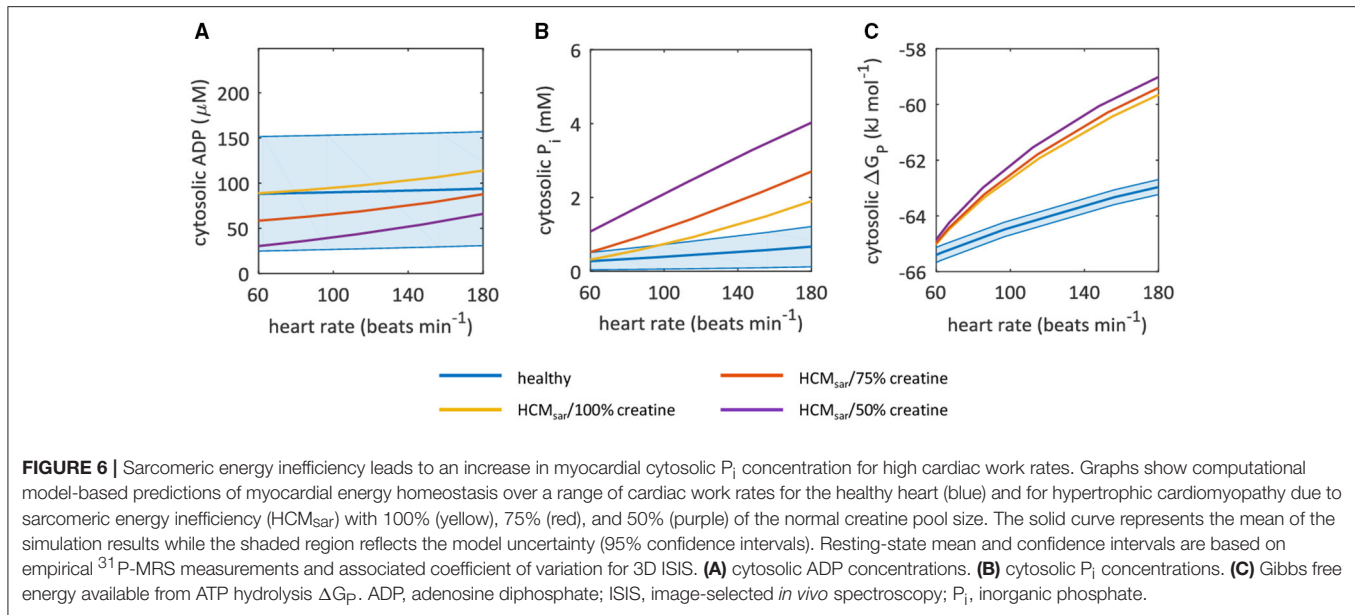 A
B
C
cytosolic ADP (μM)
200
150
100
50
0
60
100
140
180
heart rate (beats min⁻¹)
cytosolic Pᵢ (mM)
6
4
2
0
60
100
140
180
heart rate (beats min⁻¹)
cytosolic ΔG_P (kJ mol⁻¹)
-58
-60
-62
-64
-66
60
100
140
180
heart rate (beats min⁻¹)
healthy
HCM_sar/75% creatine
HCM_sar/100% creatine
HCM_sar/50% creatine
FIGURE 6 | Sarcomeric energy inefficiency leads to an increase in myocardial cytosolic Pᵢ concentration for high cardiac work rates. Graphs show computational
model-based predictions of myocardial energy homeostasis over a range of cardiac work rates for the healthy heart (blue) and for hypertrophic cardiomyopathy due to
sarcomeric energy inefficiency (HCM_sar) with 100% (yellow), 75% (red), and 50% (purple) of the normal creatine pool size. The solid curve represents the mean of the
simulation results while the shaded region reflects the model uncertainty (95% confidence intervals). Resting-state mean and confidence intervals are based on
empirical ³¹P-MRS measurements and associated coefficient of variation for 3D ISIS. (A) cytosolic ADP concentrations. (B) cytosolic Pᵢ concentrations. (C) Gibbs free
energy available from ATP hydrolysis ΔG_P. ADP, adenosine diphosphate; ISIS, image-selected in vivo spectroscopy; Pᵢ, inorganic phosphate.